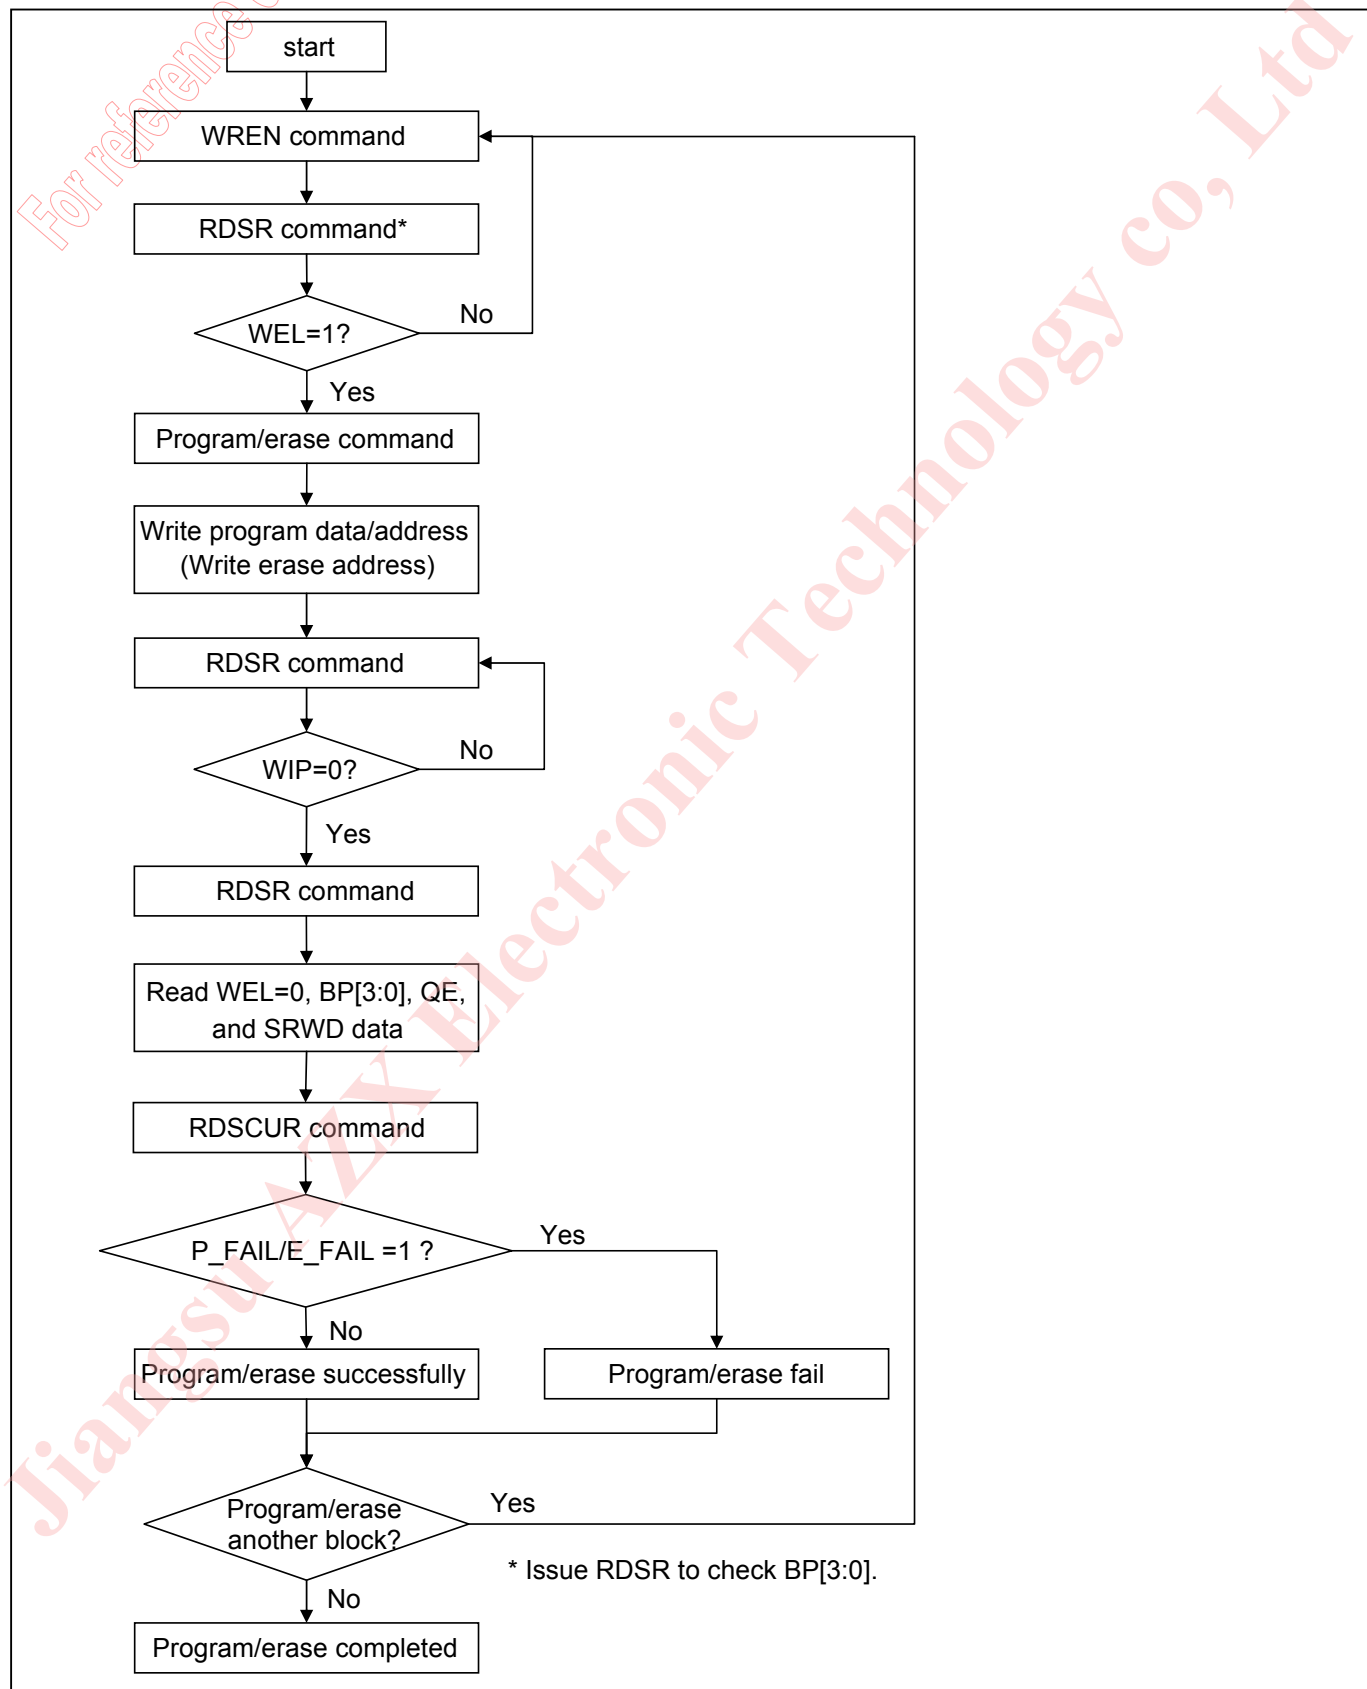 For reference
start
WREN command
RDSR command*
WEL=1?
No
Yes
Program/erase command
Write program data/address
(Write erase address)
RDSR command
WIP=0?
No
Yes
RDSR command
Read WEL=0, BP[3:0], QE,
and SRWD data
RDSCUR command
P_FAIL/E_FAIL =1 ?
Yes
No
Program/erase successfully
Program/erase fail
Program/erase
another block?
Yes
* Issue RDSR to check BP[3:0].
No
Program/erase completed
Jiangsu AZX Electronic Technology co, Ltd